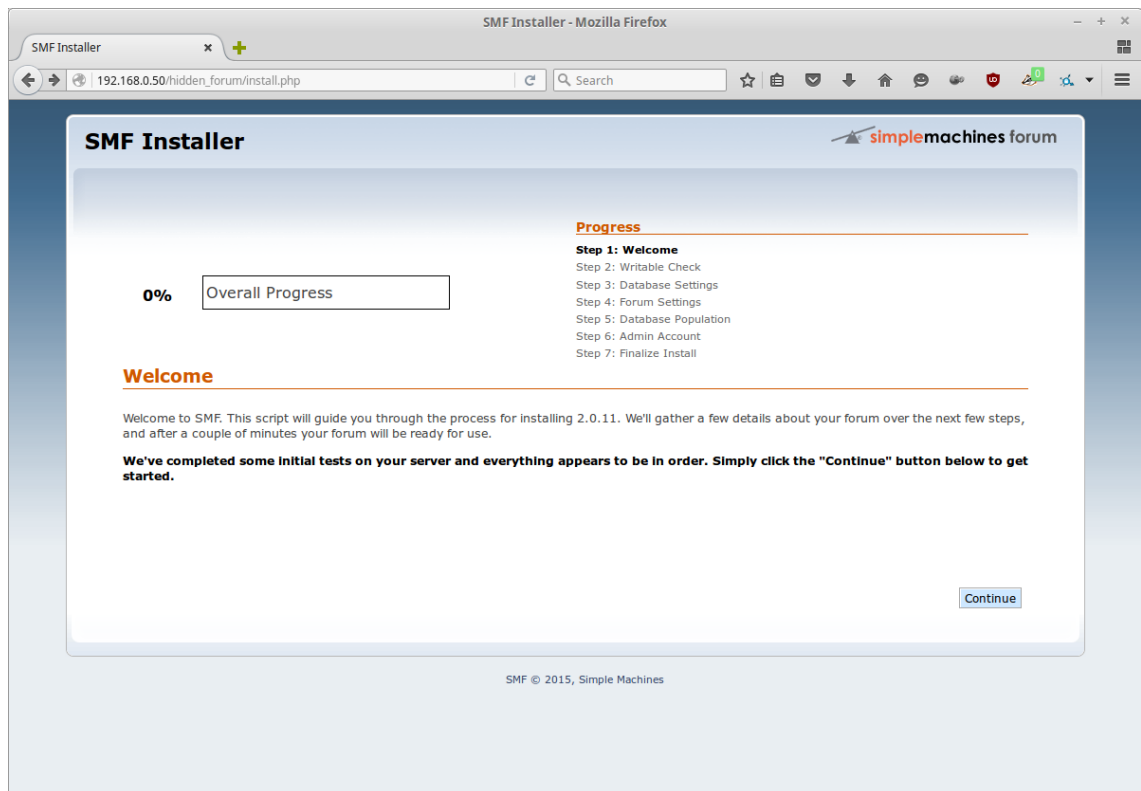 SMF Installer - Mozilla Firefox
SMF Installer
192.168.0.50/hidden_forum/install.php
Search
0
SMF Installer
simplemachines forum
Progress
Step 1: Welcome
Step 2: Writable Check
Step 3: Database Settings
Step 4: Forum Settings
Step 5: Database Population
Step 6: Admin Account
Step 7: Finalize Install
0%
Overall Progress
Welcome
Welcome to SMF. This script will guide you through the process for installing 2.0.11. We'll gather a few details about your forum over the next few steps,
and after a couple of minutes your forum will be ready for use.
We've completed some initial tests on your server and everything appears to be in order. Simply click the "Continue" button below to get
started.
Continue
SMF © 2015, Simple Machines